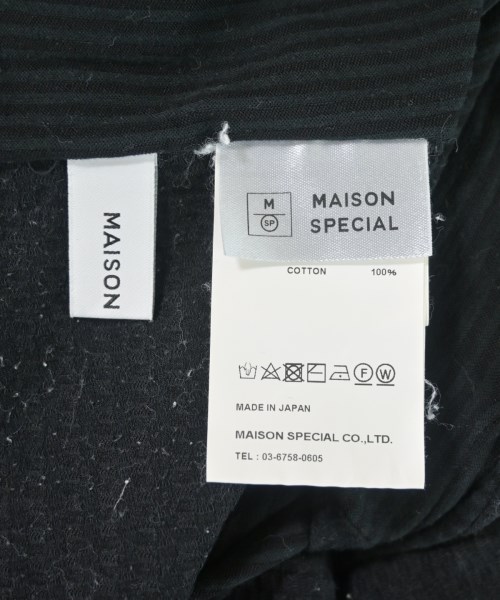 MAISON
M
SP
MAISON
SPECIAL
COTTON 100%
F W
MADE IN JAPAN
MAISON SPECIAL CO.,LTD.
TEL : 03-6758-0605